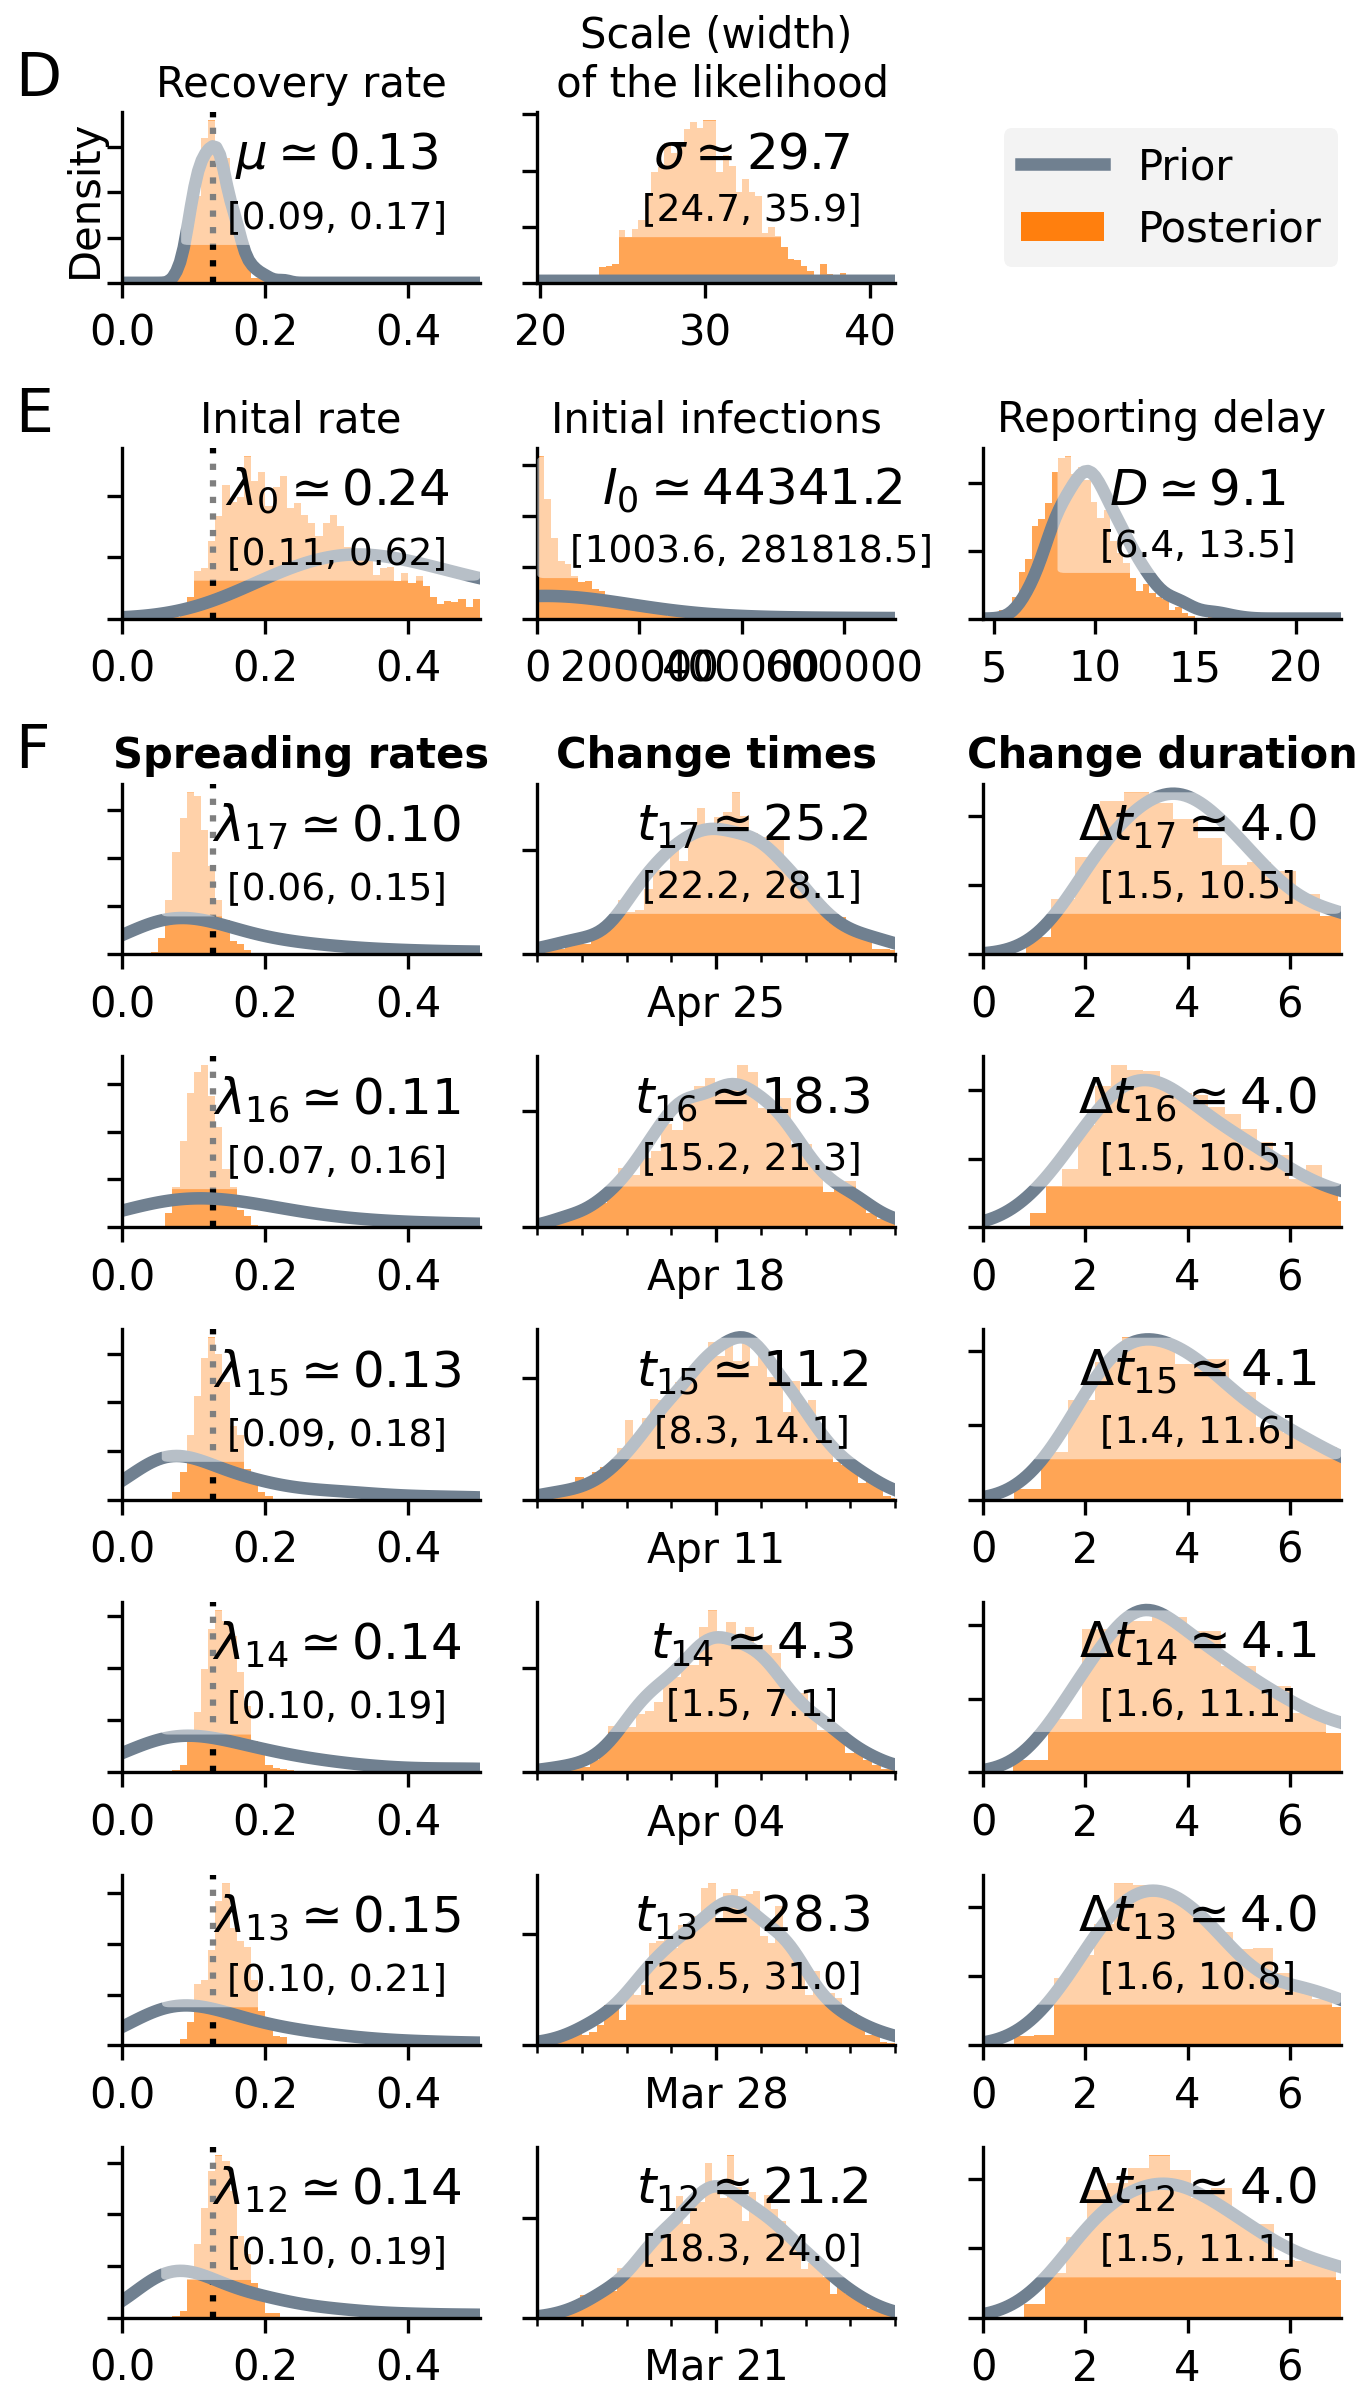 D
Recovery rate
Scale (width)
of the likelihood
Density
μ ≃ 0.13
[0.09, 0.17]
0.0 0.2 0.4
σ ≃ 29.7
[24.7, 35.9]
20 30 40
Prior
Posterior
E
Inital rate
λ0 ≃ 0.24
[0.11, 0.62]
0.0 0.2 0.4
Initial infections
I0 ≃ 44341.2
[1003.6, 281818.5]
0 200000 400000 600000
Reporting delay
D ≃ 9.1
[6.4, 13.5]
5 10 15 20
F
Spreading rates
Change times
Change duration
λ17 ≃ 0.10
[0.06, 0.15]
0.0 0.2 0.4
t17 ≃ 25.2
[22.2, 28.1]
Apr 25
Δt17 ≃ 4.0
[1.5, 10.5]
0 2 4 6
λ16 ≃ 0.11
[0.07, 0.16]
0.0 0.2 0.4
t16 ≃ 18.3
[15.2, 21.3]
Apr 18
Δt16 ≃ 4.0
[1.5, 10.5]
0 2 4 6
λ15 ≃ 0.13
[0.09, 0.18]
0.0 0.2 0.4
t15 ≃ 11.2
[8.3, 14.1]
Apr 11
Δt15 ≃ 4.1
[1.4, 11.6]
0 2 4 6
λ14 ≃ 0.14
[0.10, 0.19]
0.0 0.2 0.4
t14 ≃ 4.3
[1.5, 7.1]
Apr 04
Δt14 ≃ 4.1
[1.6, 11.1]
0 2 4 6
λ13 ≃ 0.15
[0.10, 0.21]
0.0 0.2 0.4
t13 ≃ 28.3
[25.5, 31.0]
Mar 28
Δt13 ≃ 4.0
[1.6, 10.8]
0 2 4 6
λ12 ≃ 0.14
[0.10, 0.19]
0.0 0.2 0.4
t12 ≃ 21.2
[18.3, 24.0]
Mar 21
Δt12 ≃ 4.0
[1.5, 11.1]
0 2 4 6